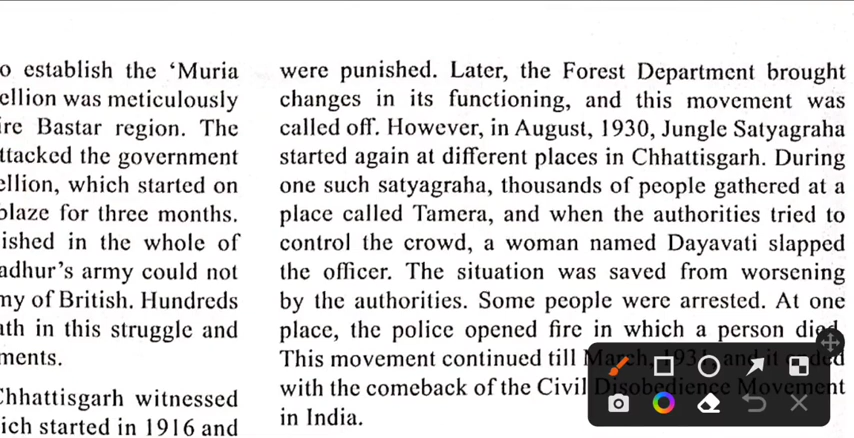 o establish the ‘Muria
ellion was meticulously
ire Bastar region. The
ttacked the government
ellion, which started on
blaze for three months.
ished in the whole of
adhur’s army could not
my of British. Hundreds
ath in this struggle and
ments.
Chhattisgarh witnessed
ich started in 1916 and
were punished. Later, the Forest Department brought
changes in its functioning, and this movement was
called off. However, in August, 1930, Jungle Satyagraha
started again at different places in Chhattisgarh. During
one such satyagraha, thousands of people gathered at a
place called Tamera, and when the authorities tried to
control the crowd, a woman named Dayavati slapped
the officer. The situation was saved from worsening
by the authorities. Some people were arrested. At one
place, the police opened fire in which a person died.
This movement continued till March, 1931, and it ended
with the comeback of the Civil Disobedience Movement
in India.